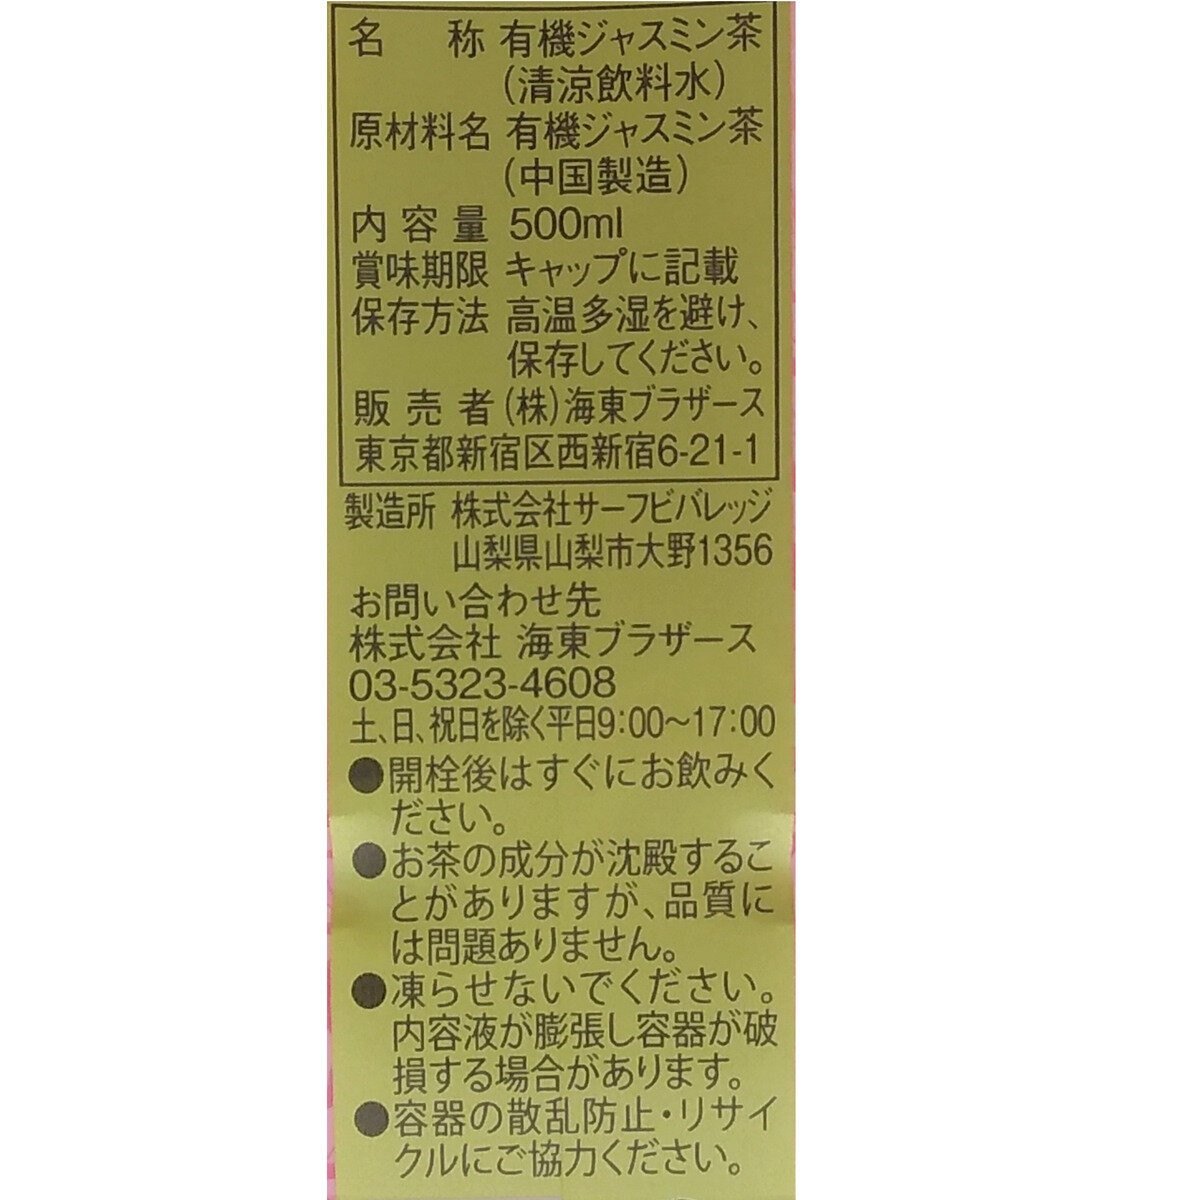 名　称 有機ジャスミン茶
(清涼飲料水)
原材料名 有機ジャスミン茶
(中国製造)
内容量 500ml
賞味期限 キャップに記載
保存方法 高温多湿を避け、
保存してください。
販売者 (株)海東ブラザース
東京都新宿区西新宿6-21-1
製造所 株式会社サーフビバレッジ
山梨県山梨市大野1356
お問い合わせ先
株式会社 海東ブラザース
03-5323-4608
土、日、祝日を除く平日9:00〜17:00
●開栓後はすぐにお飲みく
ださい。
●お茶の成分が沈殿するこ
とがありますが、品質に
は問題ありません。
●凍らせないでください。
内容液が膨張し容器が破
損する場合があります。
●容器の散乱防止・リサイ
クルにご協力ください。